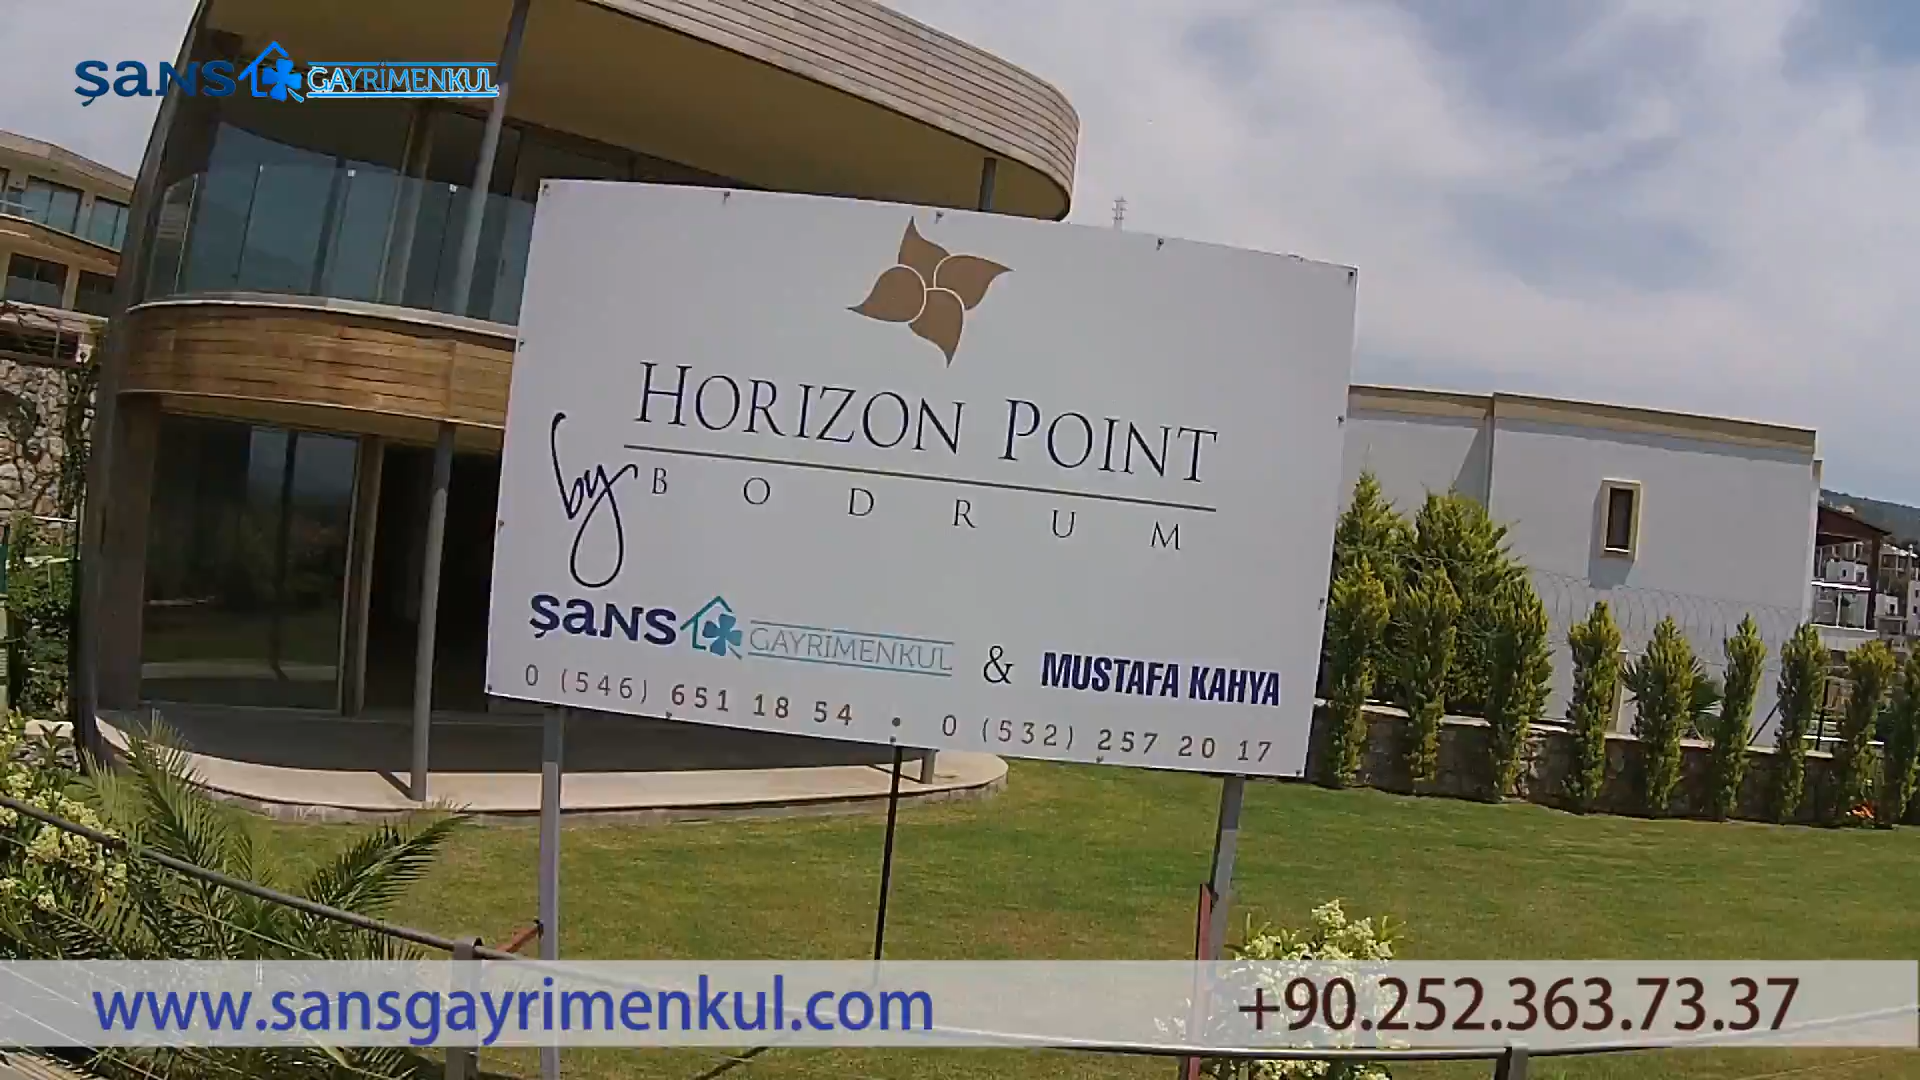 ŞANS GAYRİMENKUL
HORIZON POINT
by BODRUM
ŞANS GAYRİMENKUL & MUSTAFA KAHYA
0 (546) 651 18 54 • 0 (532) 257 20 17
www.sansgayrimenkul.com +90.252.363.73.37